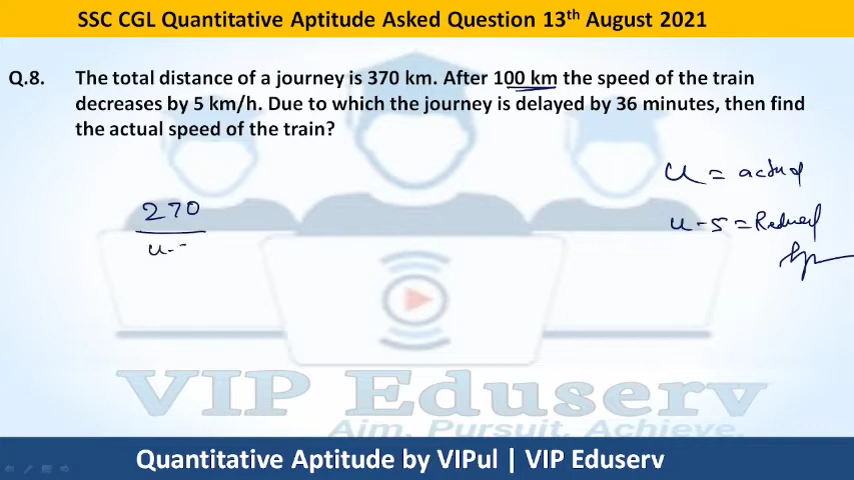 SSC CGL Quantitative Aptitude Asked Question 13th August 2021
Q.8. The total distance of a journey is 370 km. After 100 km the speed of the train
decreases by 5 km/h. Due to which the journey is delayed by 36 minutes, then find
the actual speed of the train?
u = actual
270
u-5 = Reduced
u-
VIP Eduserv
Aim. Pursuit. Achieve.
Quantitative Aptitude by VIPul | VIP Eduserv